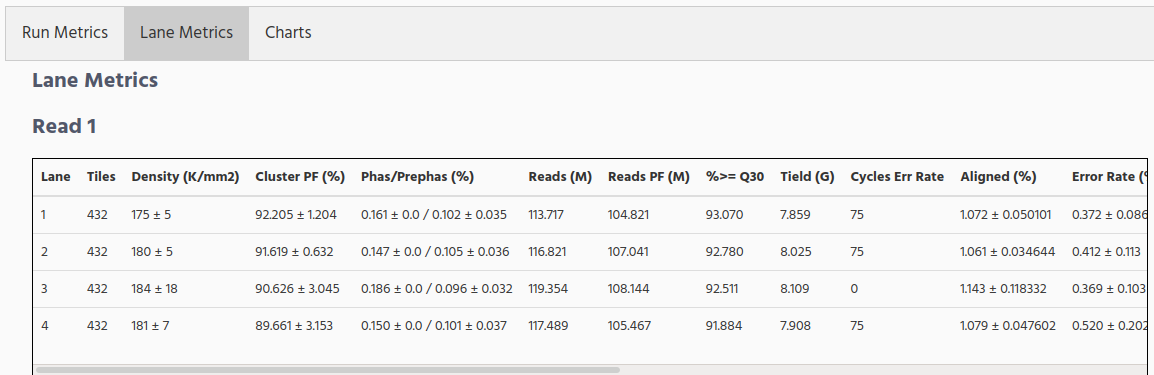 Run Metrics Lane Metrics Charts
Lane Metrics
Read 1
Lane Tiles Density (K/mm2) Cluster PF (%) Phas/Prephas (%) Reads (M) Reads PF (M) %>= Q30 Tield (G) Cycles Err Rate Aligned (%) Error Rate (%
1 432 175 ± 5 92.205 ± 1.204 0.161 ± 0.0 / 0.102 ± 0.035 113.717 104.821 93.070 7.859 75 1.072 ± 0.050101 0.372 ± 0.086
2 432 180 ± 5 91.619 ± 0.632 0.147 ± 0.0 / 0.105 ± 0.036 116.821 107.041 92.780 8.025 75 1.061 ± 0.034644 0.412 ± 0.113
3 432 184 ± 18 90.626 ± 3.045 0.186 ± 0.0 / 0.096 ± 0.032 119.354 108.144 92.511 8.109 0 1.143 ± 0.118332 0.369 ± 0.103
4 432 181 ± 7 89.661 ± 3.153 0.150 ± 0.0 / 0.101 ± 0.037 117.489 105.467 91.884 7.908 75 1.079 ± 0.047602 0.520 ± 0.202